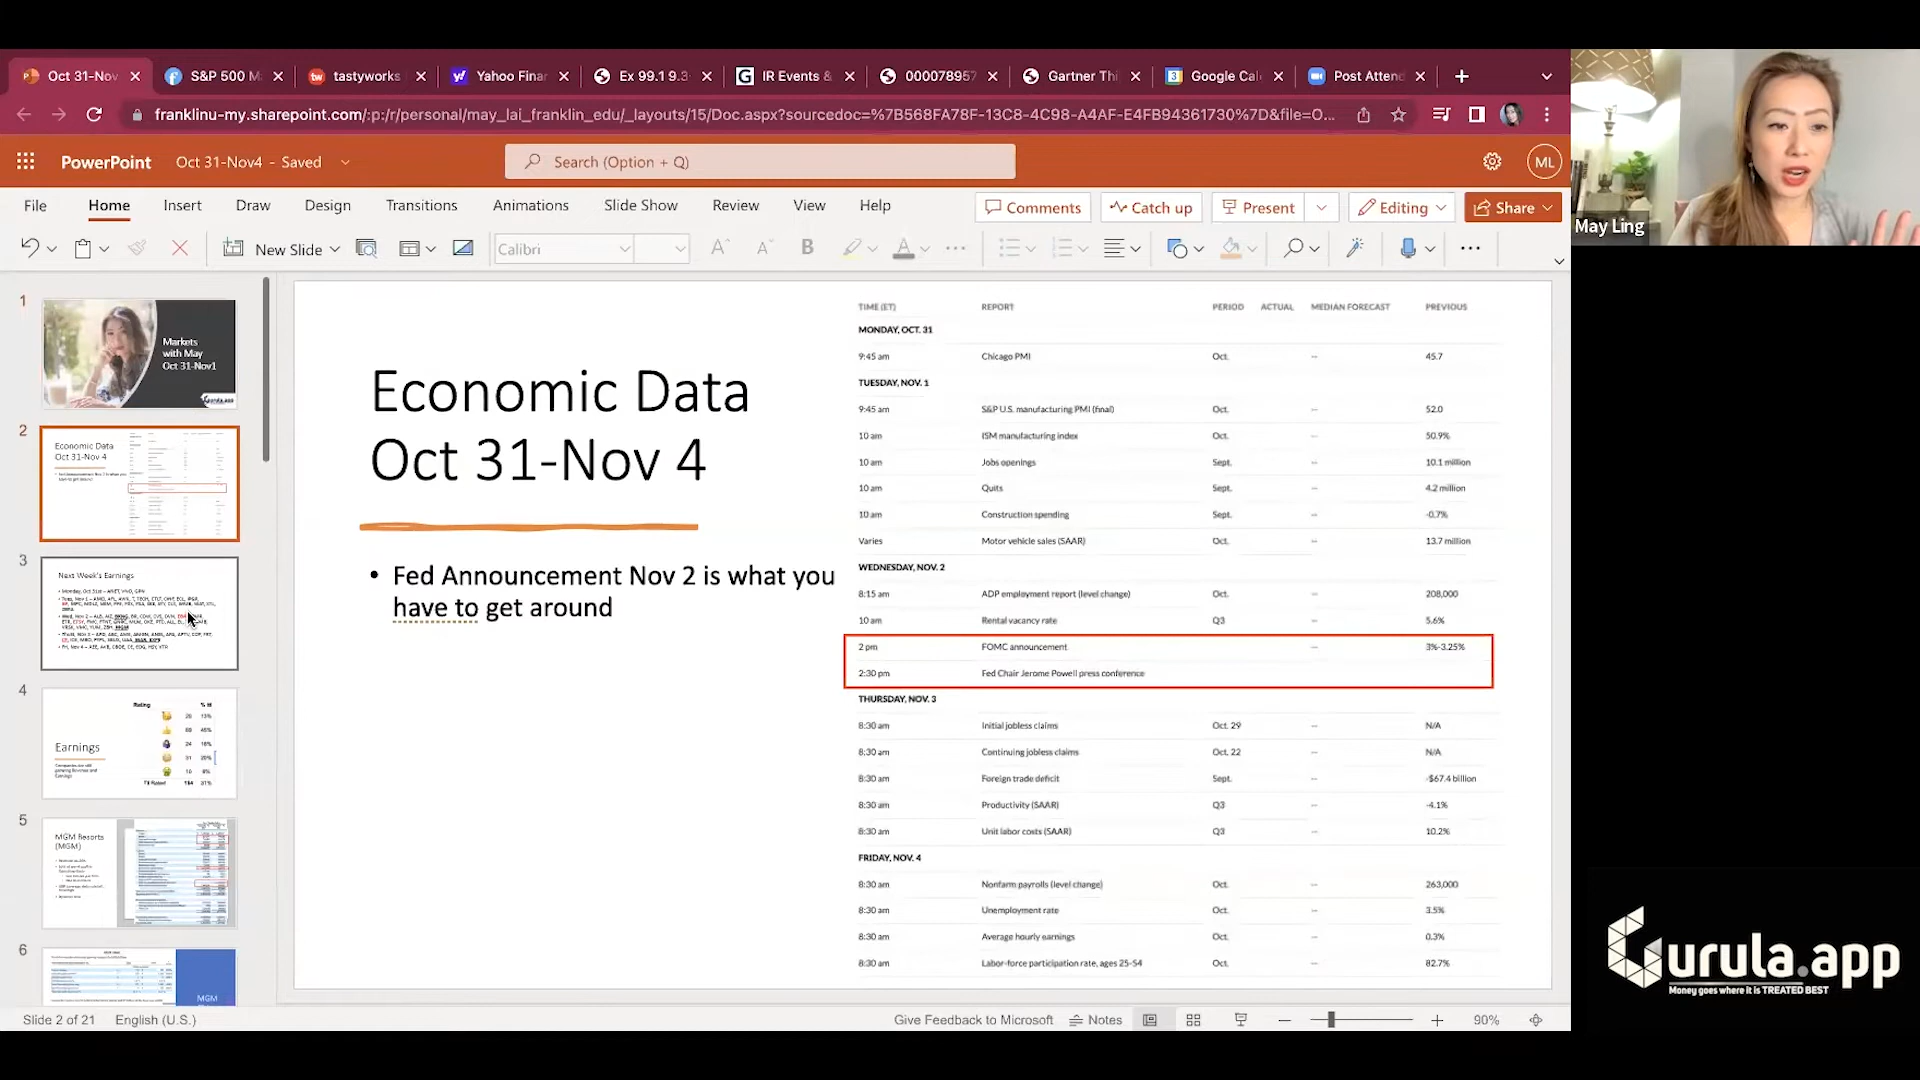 Oct 31-Nov
S&P 500 M
tastyworks
Yahoo Finar
Ex 99.1 9.3
IR Events &
000078957
Gartner Thi
Google Cal
Post Attend
franklinu-my.sharepoint.com/:p:/r/personal/may_lai_franklin_edu/_layouts/15/Doc.aspx?sourcedoc=%7B568FA78F-13C8-4C98-A4AF-E4FB94361730%7D&file=O...
PowerPoint
Oct 31-Nov4 - Saved
Search (Option + Q)
ML
File Home Insert Draw Design Transitions Animations Slide Show Review View Help
Comments Catch up Present Editing Share
New Slide
Calibri
May Ling
1
Markets
with May
Oct 31-Nov1
2
Economic Data
Oct 31-Nov 4
3
Next Week's Earnings
4
Rating % tt
Earnings
5
MGM Resorts
(MGM)
6
MGM
Economic Data
Oct 31-Nov 4
• Fed Announcement Nov 2 is what you
have to get around
TIME (ET) REPORT PERIOD ACTUAL MEDIAN FORECAST PREVIOUS
MONDAY, OCT. 31
9:45 am Chicago PMI Oct. -- 45.7
TUESDAY, NOV. 1
9:45 am S&P U.S. manufacturing PMI (final) Oct. -- 52.0
10 am ISM manufacturing index Oct. -- 50.9%
10 am Jobs openings Sept. -- 10.1 million
10 am Quits Sept. -- 4.2 million
10 am Construction spending Sept. -- -0.7%
Varies Motor vehicle sales (SAAR) Oct. -- 13.7 million
WEDNESDAY, NOV. 2
8:15 am ADP employment report (level change) Oct. -- 208,000
10 am Rental vacancy rate Q3 5.6%
2 pm FOMC announcement -- 3%-3.25%
2:30 pm Fed Chair Jerome Powell press conference
THURSDAY, NOV. 3
8:30 am Initial jobless claims Oct. 29 -- N/A
8:30 am Continuing jobless claims Oct. 22 -- N/A
8:30 am Foreign trade deficit Sept. -- -$67.4 billion
8:30 am Productivity (SAAR) Q3 -- -4.1%
8:30 am Unit labor costs (SAAR) Q3 -- 10.2%
FRIDAY, NOV. 4
8:30 am Nonfarm payrolls (level change) Oct. -- 263,000
8:30 am Unemployment rate Oct. -- 3.5%
8:30 am Average hourly earnings Oct. -- 0.3%
8:30 am Labor-force participation rate, ages 25-54 Oct. -- 82.7%
Gurula.app
Money goes where it is TREATED BEST
Slide 2 of 21 English (U.S.)
Give Feedback to Microsoft Notes 90%